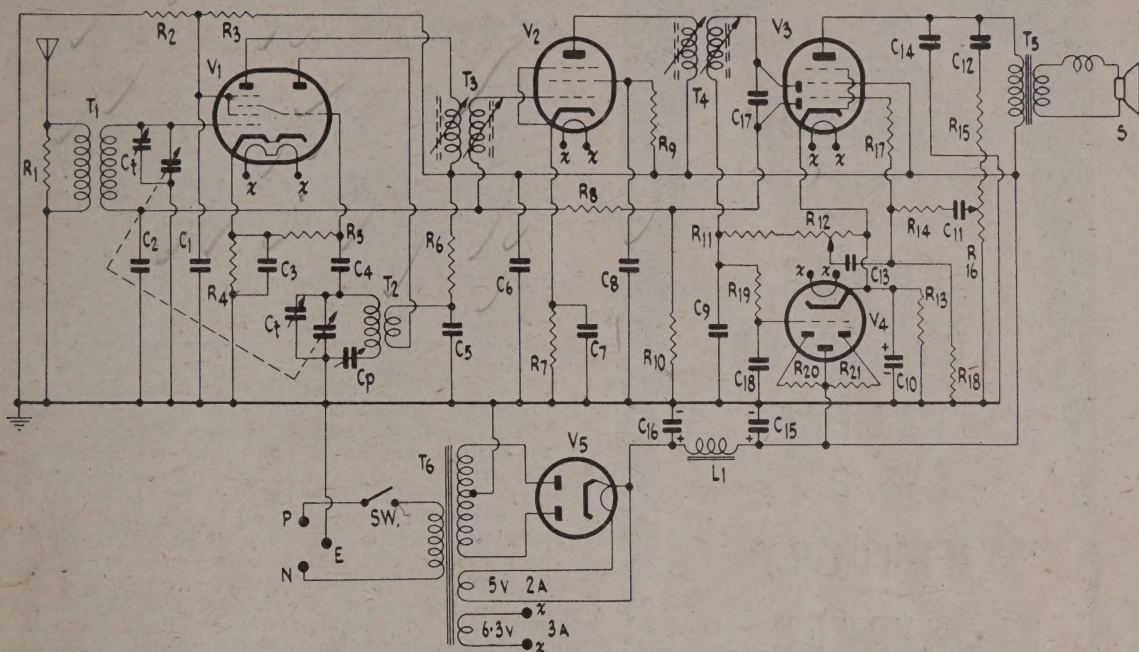 R2 R3
V1
V2
V3
C14
C12
T5
T1
T3
T4
C17
R17
R15
S
Ct
x x
x x
R9
x x
R1
R8
R11
R12
R14
C11
R16
C2
C1
R5
R4
C3
C4
R6
T2
C6
C8
C13
x x
R13
C9
R19
V4
Ct
C5
R7
C7
R10
C18
R20
R21
+
-
C10
R18
Cp
C16
-
+
-
+
C15
T6
V5
L1
P
SW.
E
N
5V 2A
x
6·3V 3A
x